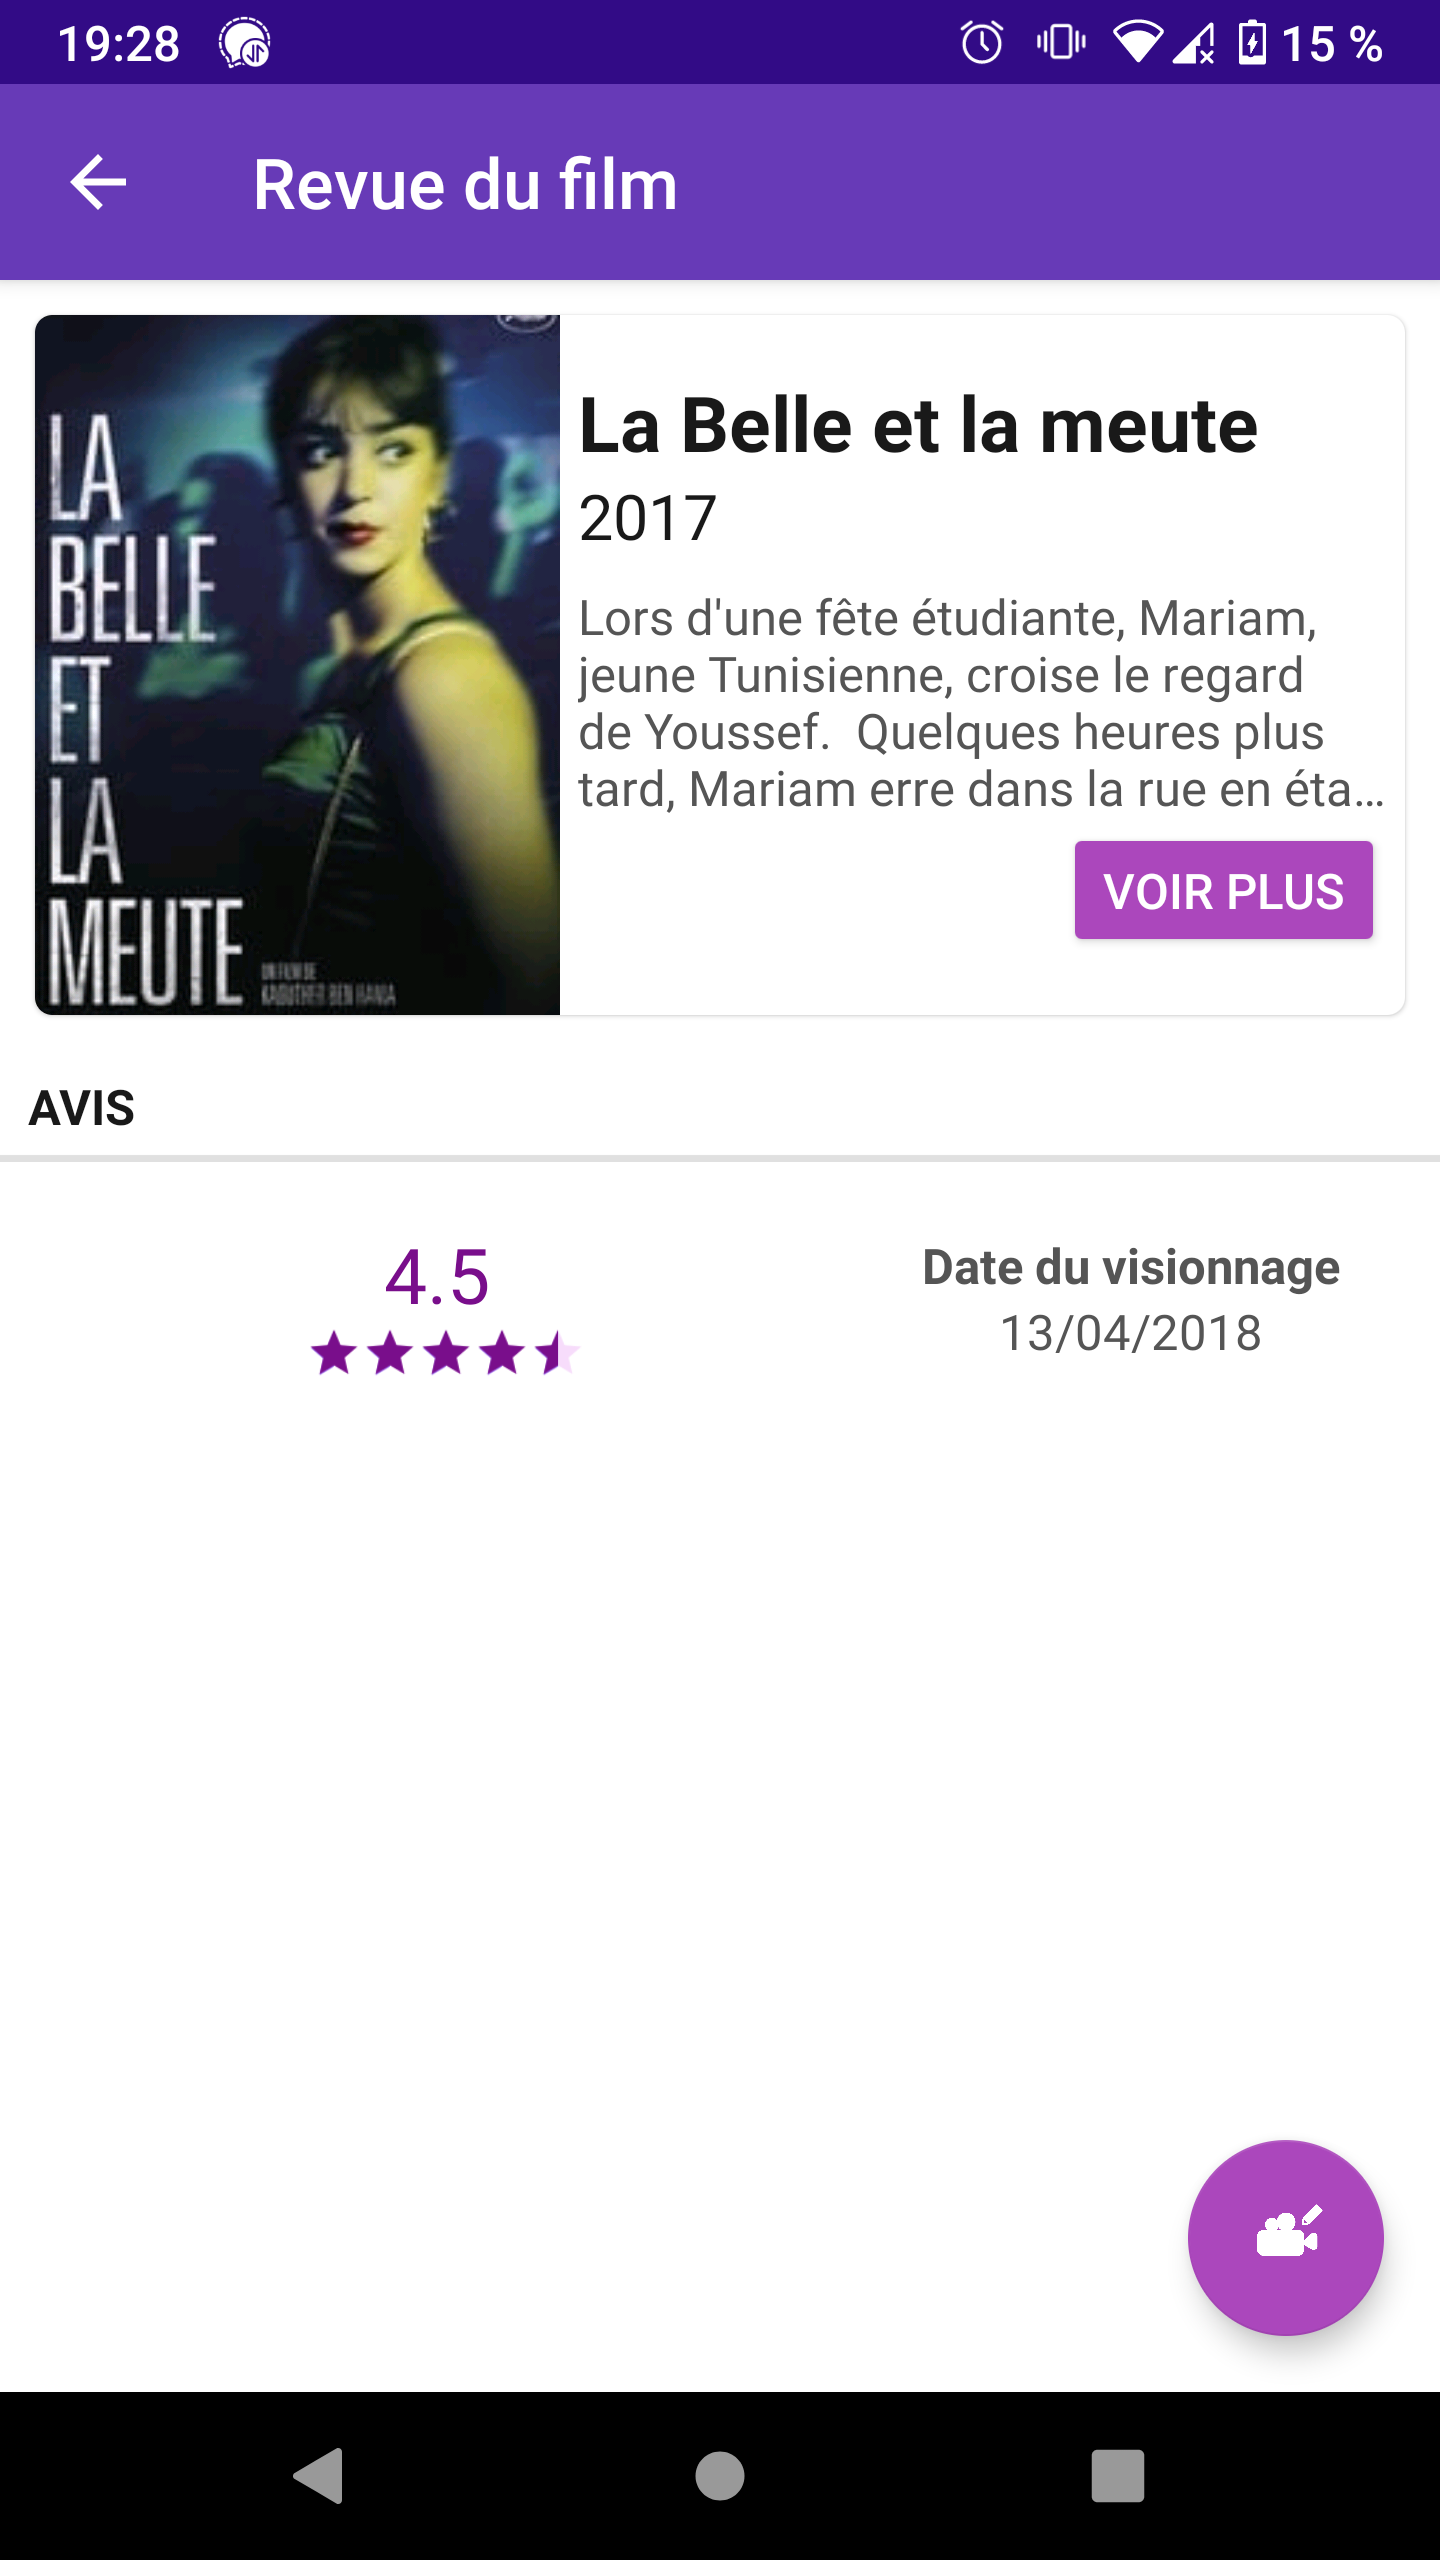 19:28
15 %
Revue du film
LA
BELLE
ET
LA
MEUTE
UN FILM DE
KAOUTHER BEN HANIA
La Belle et la meute
2017
Lors d'une fête étudiante, Mariam,
jeune Tunisienne, croise le regard
de Youssef.  Quelques heures plus
tard, Mariam erre dans la rue en éta…
VOIR PLUS
AVIS
4.5
Date du visionnage
13/04/2018